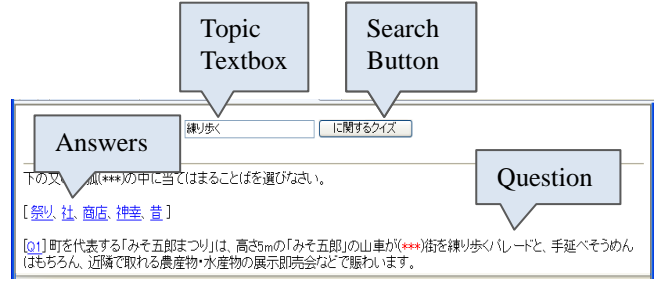 Topic
Textbox
Search
Button
練り歩く
に関するクイズ
Answers
下の文の
(***)の中に当てはまることばを選びなさい。
Question
[ 祭り, 社, 商店, 神幸, 昔 ]
[Q1] 町を代表する「みそ五郎まつり」は、高さ5mの「みそ五郎」の山車が(***)街を練り歩くパレードと、手延べそうめん
はもちろん、近隣で取れる農産物・水産物の展示即売会などで賑わいます。